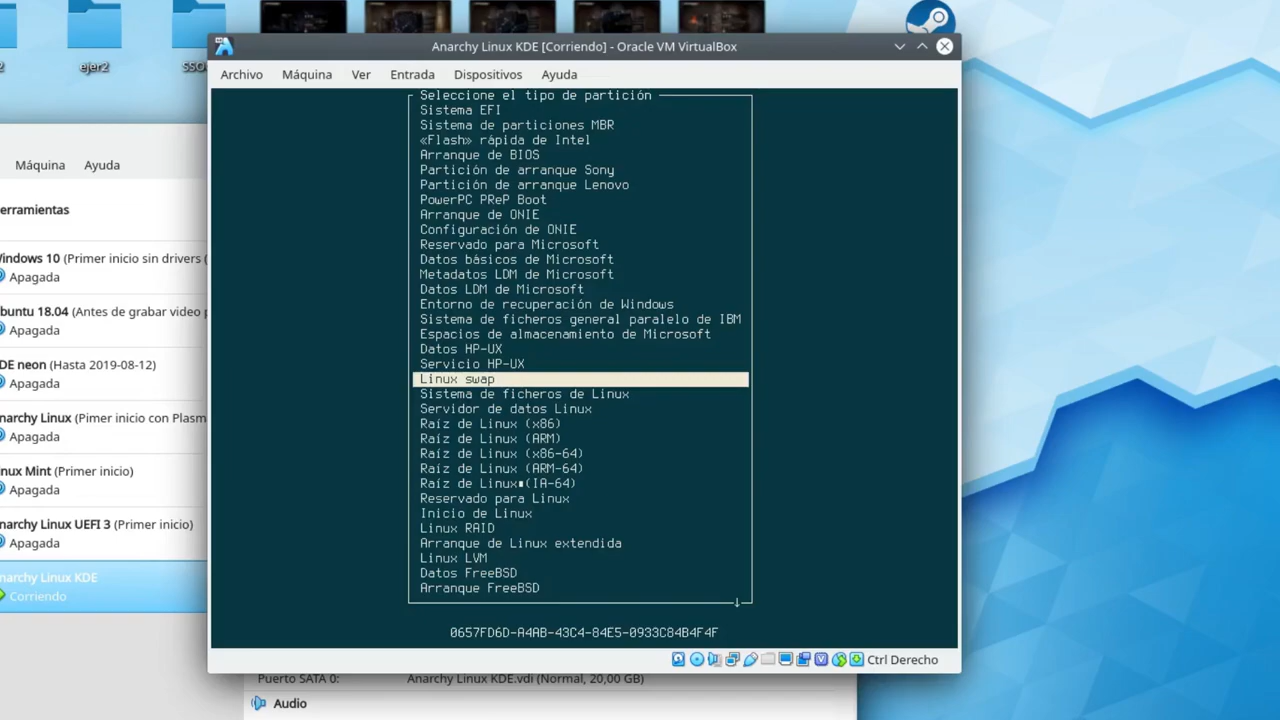 ejer2
SSO
Anarchy Linux KDE [Corriendo] - Oracle VM VirtualBox
Archivo Máquina Ver Entrada Dispositivos Ayuda
Seleccione el tipo de partición
Sistema EFI
Sistema de particiones MBR
«Flash» rápida de Intel
Arranque de BIOS
Partición de arranque Sony
Partición de arranque Lenovo
PowerPC PReP Boot
Arranque de ONIE
Configuración de ONIE
Reservado para Microsoft
Datos básicos de Microsoft
Metadatos LDM de Microsoft
Datos LDM de Microsoft
Entorno de recuperación de Windows
Sistema de ficheros general paralelo de IBM
Espacios de almacenamiento de Microsoft
Datos HP-UX
Servicio HP-UX
Linux swap
Sistema de ficheros de Linux
Servidor de datos Linux
Raíz de Linux (x86)
Raíz de Linux (ARM)
Raíz de Linux (x86-64)
Raíz de Linux (ARM-64)
Raíz de Linux (IA-64)
Reservado para Linux
Inicio de Linux
Linux RAID
Arranque de Linux extendida
Linux LVM
Datos FreeBSD
Arranque FreeBSD
0657FD6D-A4AB-43C4-84E5-0933C84B4F4F
Ctrl Derecho
Máquina Ayuda
erramientas
indows 10 (Primer inicio sin drivers (
Apagada
buntu 18.04 (Antes de grabar video p
Apagada
DE neon (Hasta 2019-08-12)
Apagada
narchy Linux (Pimer inicio con Plasm
Apagada
nux Mint (Primer inicio)
Apagada
narchy Linux UEFI 3 (Primer inicio)
Apagada
narchy Linux KDE
Corriendo
Puerto SATA 0: Anarchy Linux KDE.vdi (Normal, 20,00 GB)
Audio